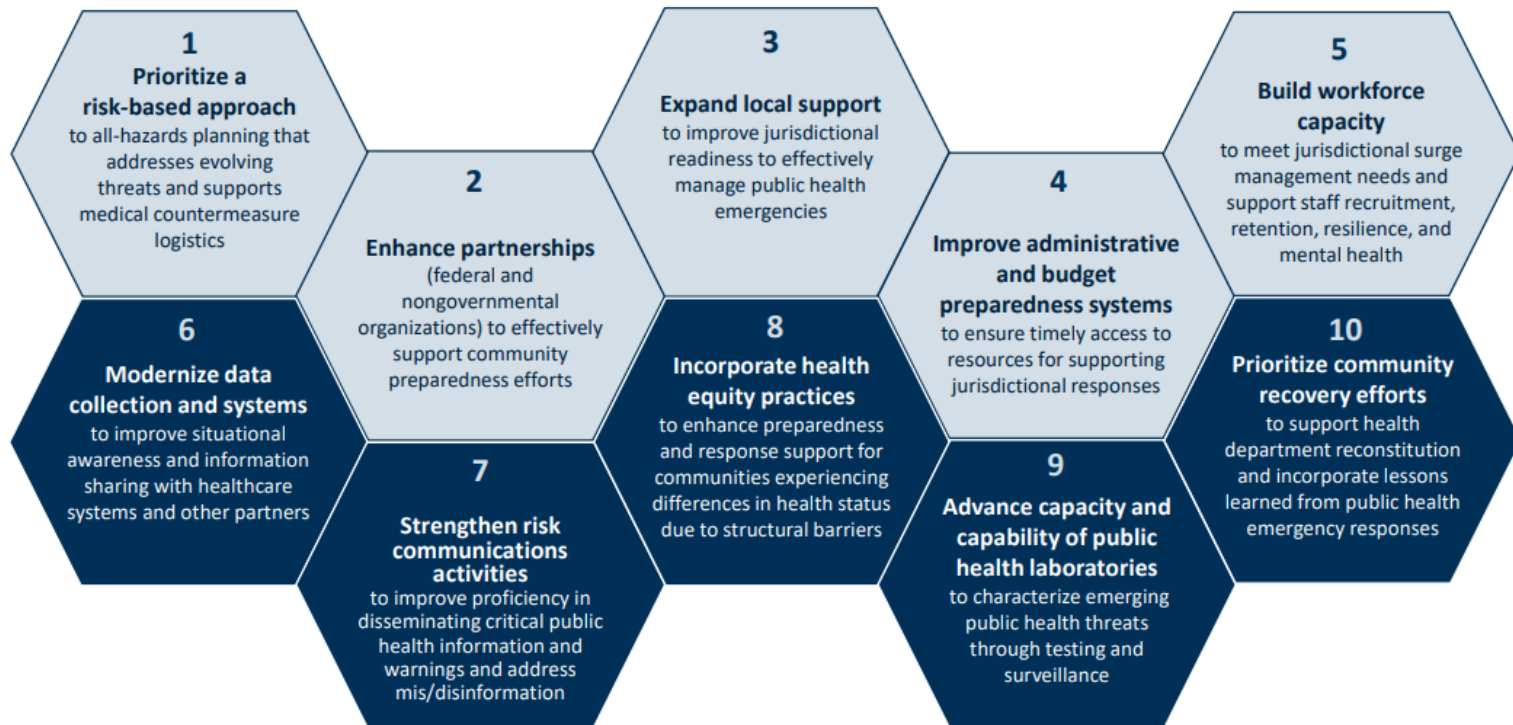 1
Prioritize a
risk-based approach
to all-hazards planning that
addresses evolving
threats and supports
medical countermeasure
logistics
2
Enhance partnerships
(federal and
nongovernmental
organizations) to effectively
support community
preparedness efforts
3
Expand local support
to improve jurisdictional
readiness to effectively
manage public health
emergencies
4
Improve administrative
and budget
preparedness systems
to ensure timely access to
resources for supporting
jurisdictional responses
5
Build workforce
capacity
to meet jurisdictional surge
management needs and
support staff recruitment,
retention, resilience, and
mental health
6
Modernize data
collection and systems
to improve situational
awareness and information
sharing with healthcare
systems and other partners
7
Strengthen risk
communications
activities
to improve proficiency in
disseminating critical public
health information and
warnings and address
mis/disinformation
8
Incorporate health
equity practices
to enhance preparedness
and response support for
communities experiencing
differences in health status
due to structural barriers
9
Advance capacity and
capability of public
health laboratories
to characterize emerging
public health threats
through testing and
surveillance
10
Prioritize community
recovery efforts
to support health
department reconstitution
and incorporate lessons
learned from public health
emergency responses